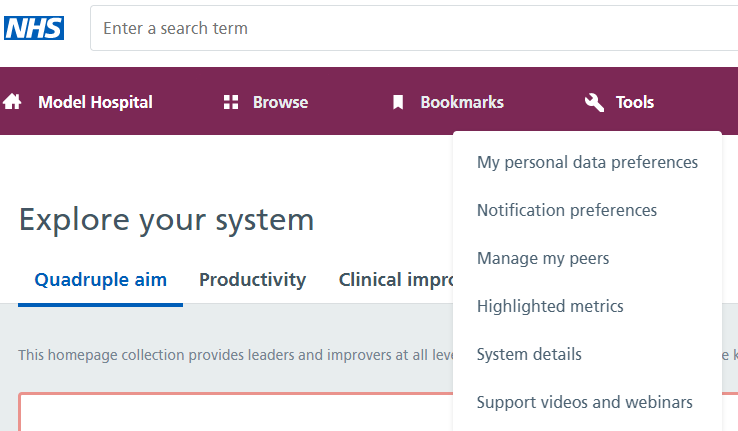 NHS
Enter a search term
Model Hospital
Browse
Bookmarks
Tools
My personal data preferences
Notification preferences
Manage my peers
Highlighted metrics
System details
Support videos and webinars
Explore your system
Quadruple aim
Productivity
Clinical impro
This homepage collection provides leaders and improvers at all